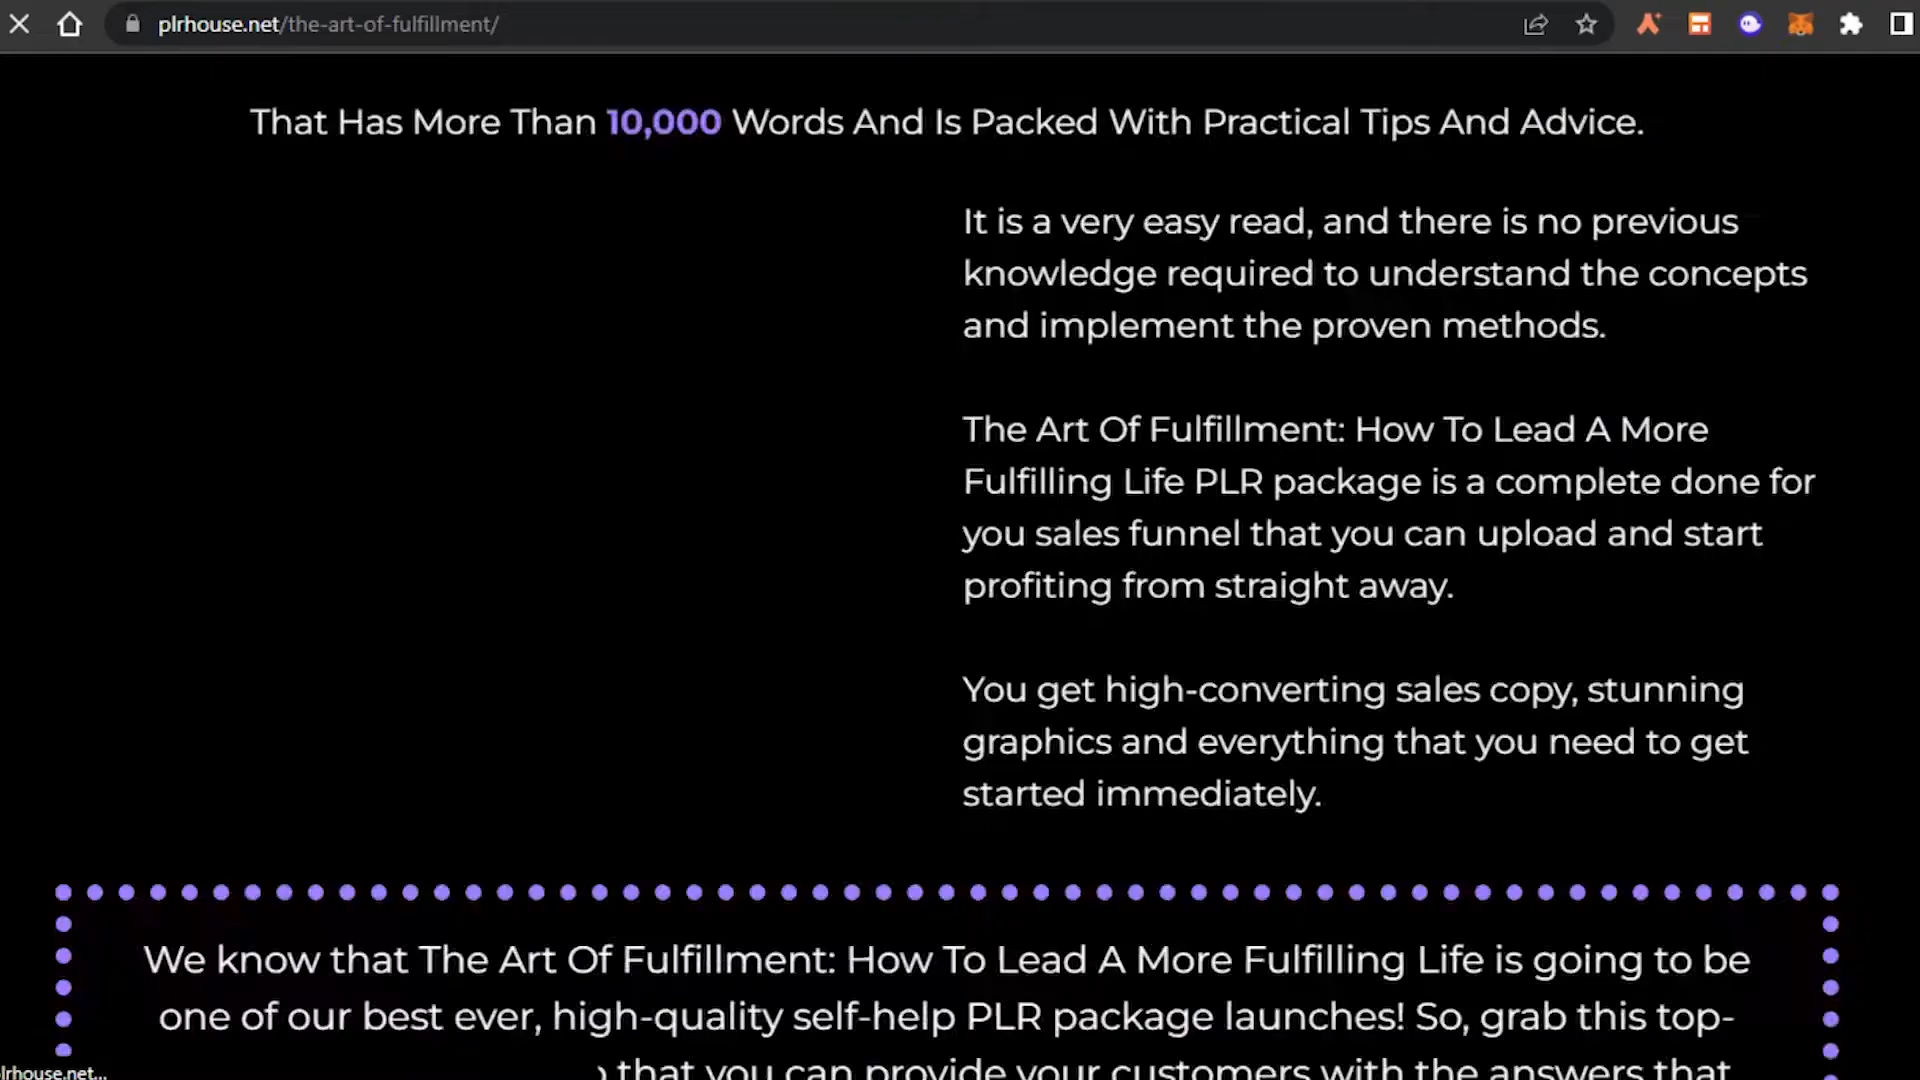 plrhouse.net/the-art-of-fulfillment/
That Has More Than 10,000 Words And Is Packed With Practical Tips And Advice.
It is a very easy read, and there is no previous
knowledge required to understand the concepts
and implement the proven methods.
The Art Of Fulfillment: How To Lead A More
Fulfilling Life PLR package is a complete done for
you sales funnel that you can upload and start
profiting from straight away.
You get high-converting sales copy, stunning
graphics and everything that you need to get
started immediately.
We know that The Art Of Fulfillment: How To Lead A More Fulfilling Life is going to be
one of our best ever, high-quality self-help PLR package launches! So, grab this top-
that you can provide your customers with the answers that
lrhouse.net...